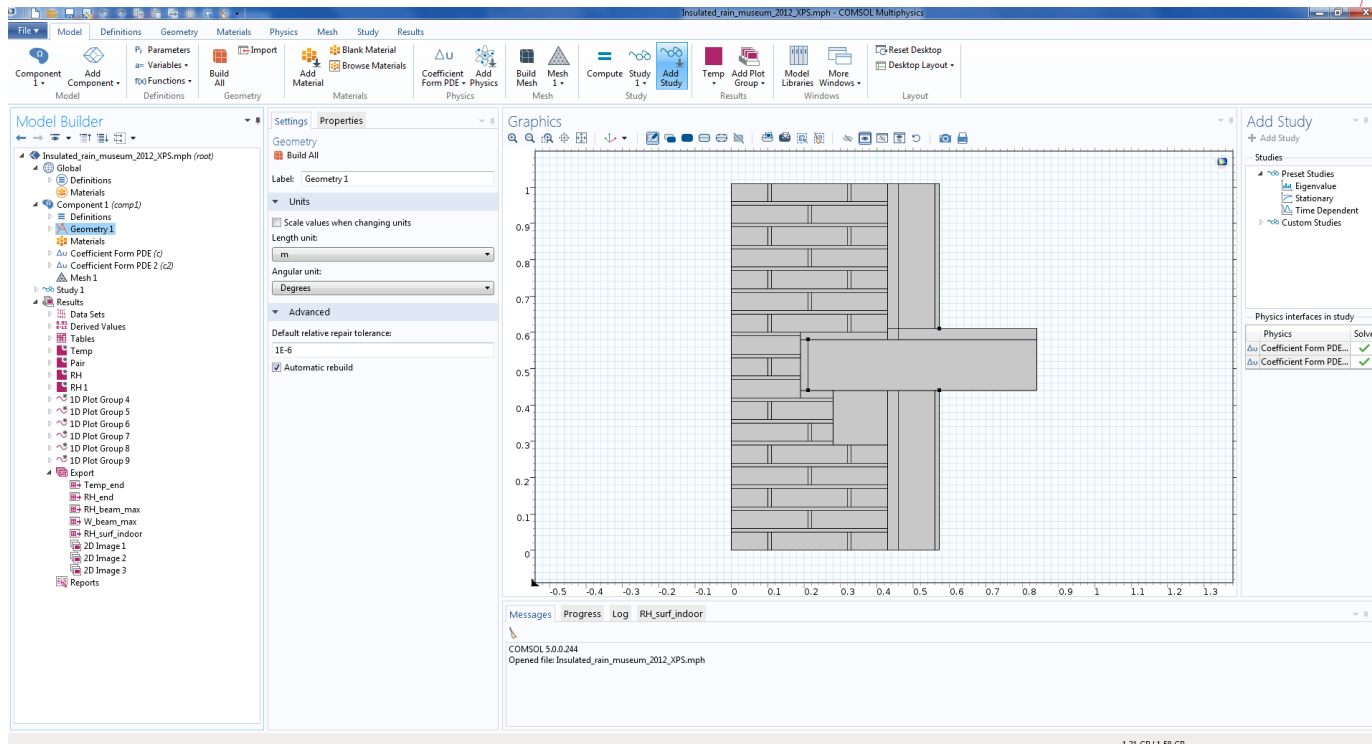 Insulated_rain_museum_2012_XPS.mph - COMSOL Multiphysics
File Model Definitions Geometry Materials Physics Mesh Study Results
Component 1
Add Component
Model
Pi Parameters
a= Variables
f(x) Functions
Definitions
Import
Build All
Geometry
Add Material
Blank Material
Browse Materials
Materials
Δu
Coefficient Form PDE
Add Physics
Physics
Build Mesh
Mesh 1
Mesh
Compute
Study 1
Add Study
Study
Temp
Add Plot Group
Results
Model Libraries
More Windows
Windows
Reset Desktop
Desktop Layout
Layout
Model Builder
Insulated_rain_museum_2012_XPS.mph (root)
Global
Definitions
Materials
Component 1 (comp1)
Definitions
Geometry 1
Materials
Δu Coefficient Form PDE (c)
Δu Coefficient Form PDE 2 (c2)
Mesh 1
Study 1
Results
Data Sets
8.85 e-12 Derived Values
Tables
Temp
Pair
RH
RH 1
1D Plot Group 4
1D Plot Group 5
1D Plot Group 6
1D Plot Group 7
1D Plot Group 8
1D Plot Group 9
Export
Temp_end
RH_end
RH_beam_max
W_beam_max
RH_surf_indoor
2D Image 1
2D Image 2
2D Image 3
Reports
Settings Properties
Geometry
Build All
Label: Geometry 1
Units
Scale values when changing units
Length unit:
m
Angular unit:
Degrees
Advanced
Default relative repair tolerance:
1E-6
Automatic rebuild
Graphics
1
0.9
0.8
0.7
0.6
0.5
0.4
0.3
0.2
0.1
0
-0.5 -0.4 -0.3 -0.2 -0.1 0 0.1 0.2 0.3 0.4 0.5 0.6 0.7 0.8 0.9 1 1.1 1.2 1.3
Messages Progress Log RH_surf_indoor
COMSOL 5.0.0.244
Opened file: Insulated_rain_museum_2012_XPS.mph
Add Study
+ Add Study
Studies
Preset Studies
Eigenvalue
Stationary
Time Dependent
Custom Studies
Physics interfaces in study
Physics Solve
Δu Coefficient Form PDE...
Δu Coefficient Form PDE...